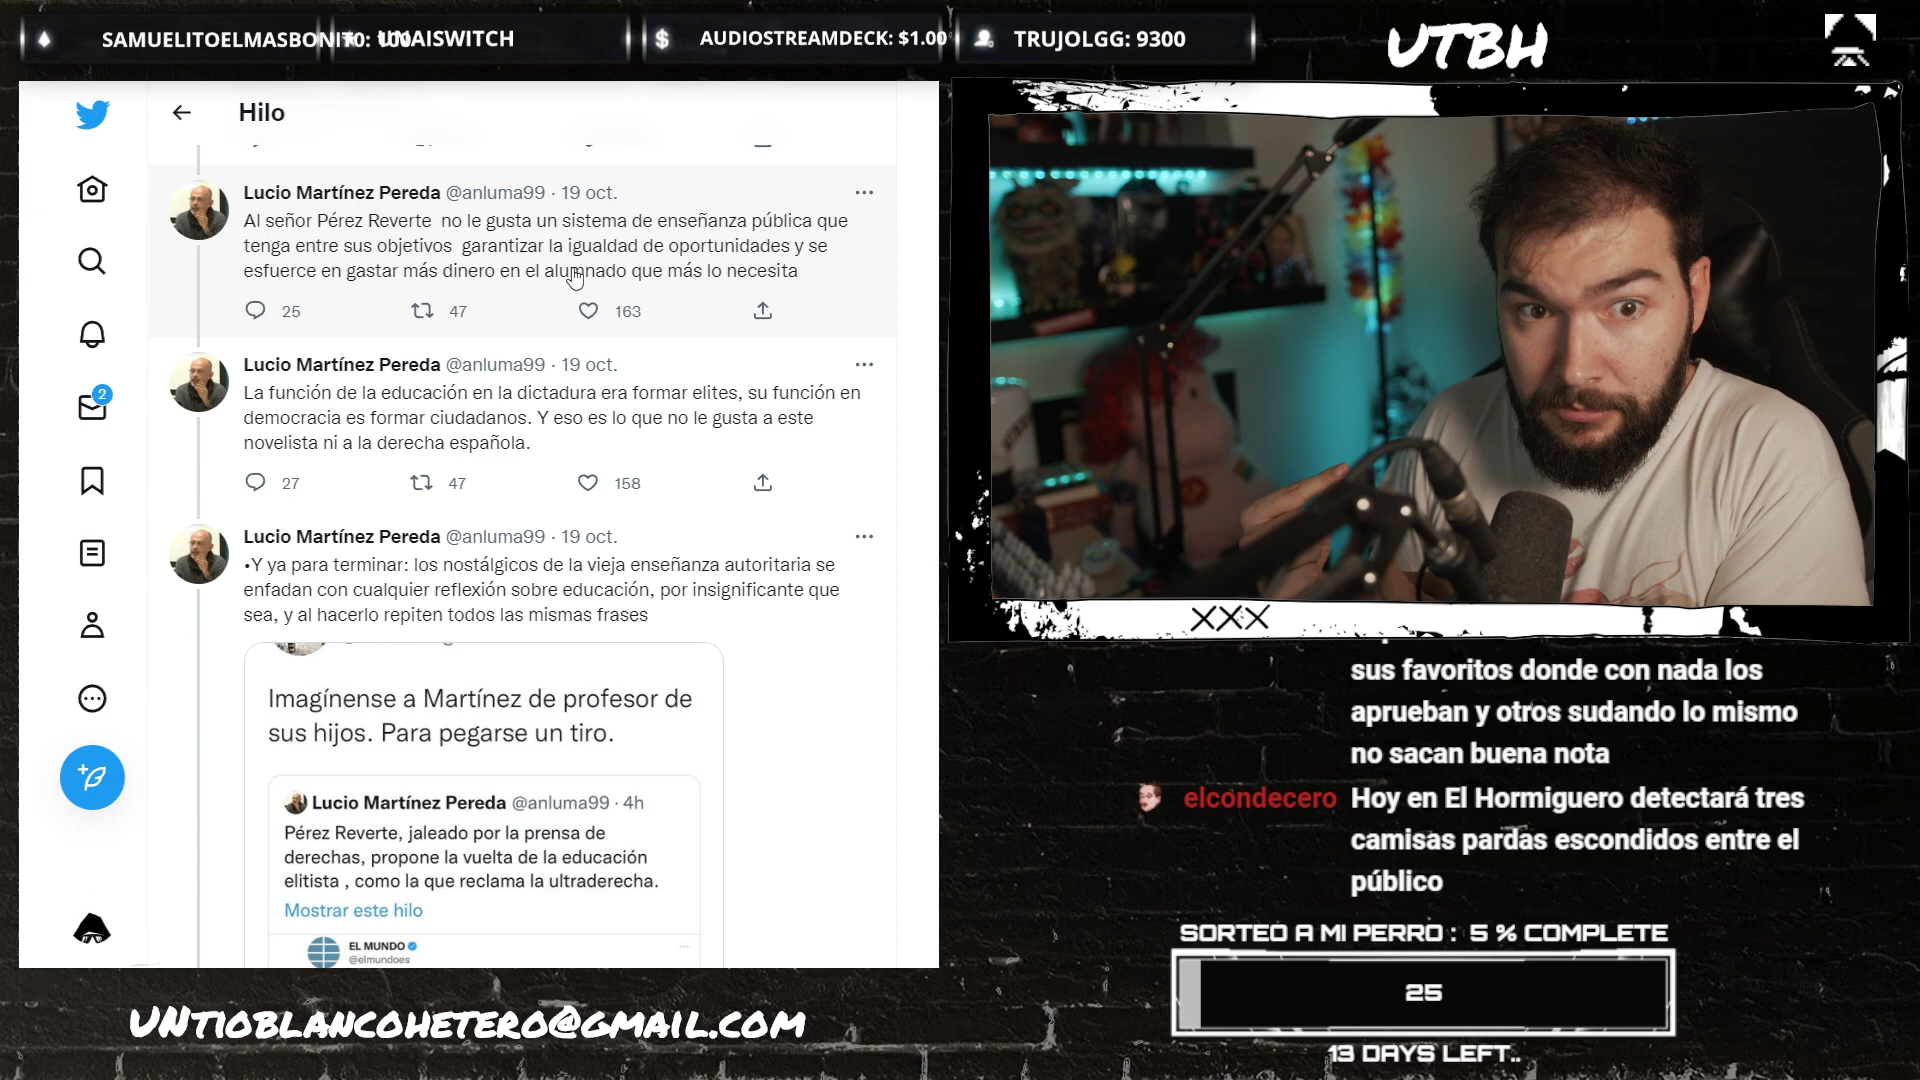 SAMUELITOELMASBONIT0:
UNAISWITCH
AUDIOSTREAMDECK: $1.00
TRUJOLGG: 9300
UTBH
Hilo
Lucio Martínez Pereda @anluma99 · 19 oct.
Al señor Pérez Reverte no le gusta un sistema de enseñanza pública que
tenga entre sus objetivos garantizar la igualdad de oportunidades y se
esfuerce en gastar más dinero en el alumnado que más lo necesita
25 47 163
Lucio Martínez Pereda @anluma99 · 19 oct.
La función de la educación en la dictadura era formar elites, su función en
democracia es formar ciudadanos. Y eso es lo que no le gusta a este
novelista ni a la derecha española.
2
27 47 158
Lucio Martínez Pereda @anluma99 · 19 oct.
•Y ya para terminar: los nostálgicos de la vieja enseñanza autoritaria se
enfadan con cualquier reflexión sobre educación, por insignificante que
sea, y al hacerlo repiten todos las mismas frases
Imagínense a Martínez de profesor de
sus hijos. Para pegarse un tiro.
Lucio Martínez Pereda @anluma99 · 4h
Pérez Reverte, jaleado por la prensa de
derechas, propone la vuelta de la educación
elitista , como la que reclama la ultraderecha.
Mostrar este hilo
EL MUNDO
@elmundoes
XXX
sus favoritos donde con nada los
aprueban y otros sudando lo mismo
no sacan buena nota
elcondecero Hoy en El Hormiguero detectará tres
camisas pardas escondidos entre el
público
SORTEO A MI PERRO : 5 % COMPLETE
25
13 DAYS LEFT..
UNTIOBLANCOHETERO@GMAIL.COM